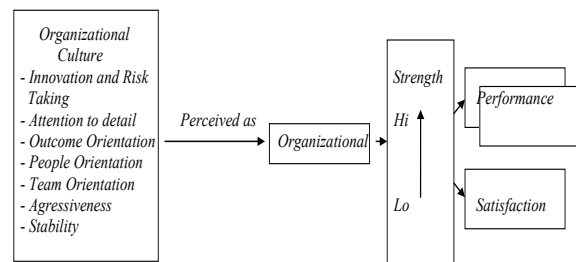 Organizational
Culture
- Innovation and Risk
Taking
- Attention to detail
- Outcome Orientation
- People Orientation
- Team Orientation
- Agressiveness
- Stability
Perceived as
Organizational
Strength
Hi
Lo
Performance
Satisfaction